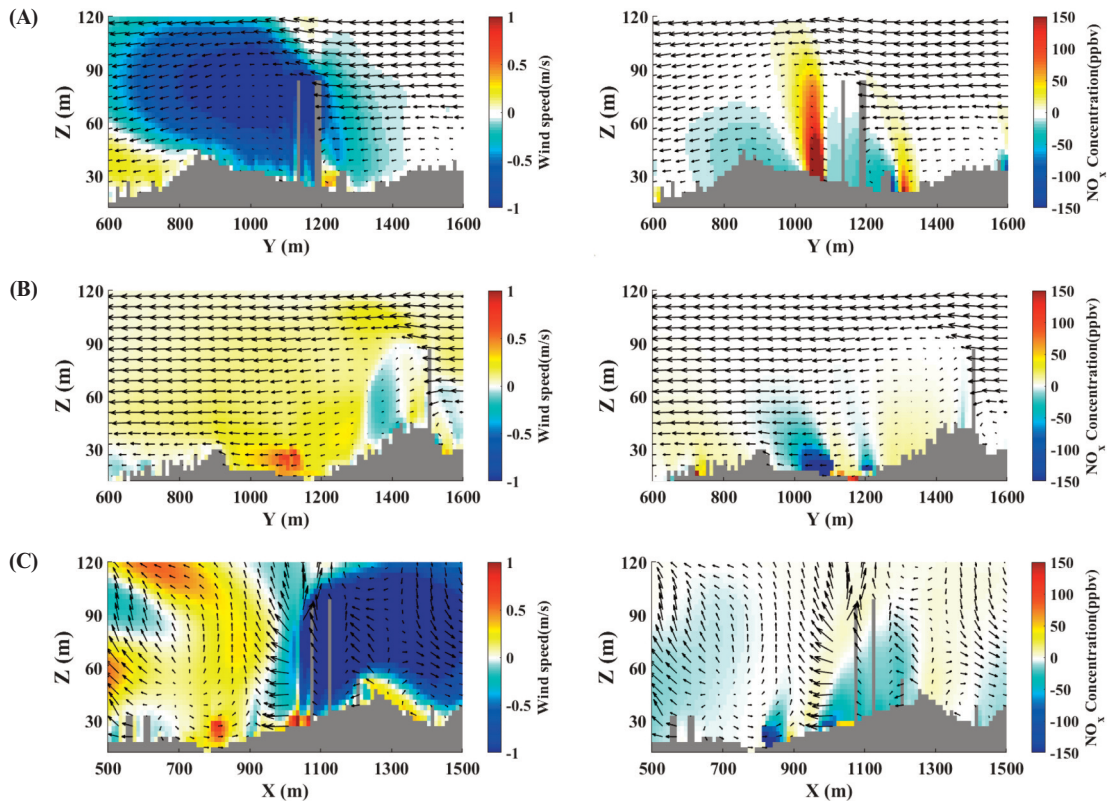 (A)
120
90
60
30
Z (m)
600 800 1000 1200 1400 1600
Y (m)
1
0.5
0
-0.5
-1
Wind speed(m/s)
120
90
60
30
Z (m)
600 800 1000 1200 1400 1600
Y (m)
150
100
50
0
-50
-100
-150
NOx Concentration(ppbv)
(B)
120
90
60
30
Z (m)
600 800 1000 1200 1400 1600
Y (m)
1
0.5
0
-0.5
-1
Wind speed(m/s)
120
90
60
30
Z (m)
600 800 1000 1200 1400 1600
Y (m)
150
100
50
0
-50
-100
-150
NOx Concentration(ppbv)
(C)
120
90
60
30
Z (m)
500 700 900 1100 1300 1500
X (m)
1
0.5
0
-0.5
-1
Wind speed(m/s)
120
90
60
30
Z (m)
500 700 900 1100 1300 1500
X (m)
150
100
50
0
-50
-100
-150
NOx Concentration(ppbv)